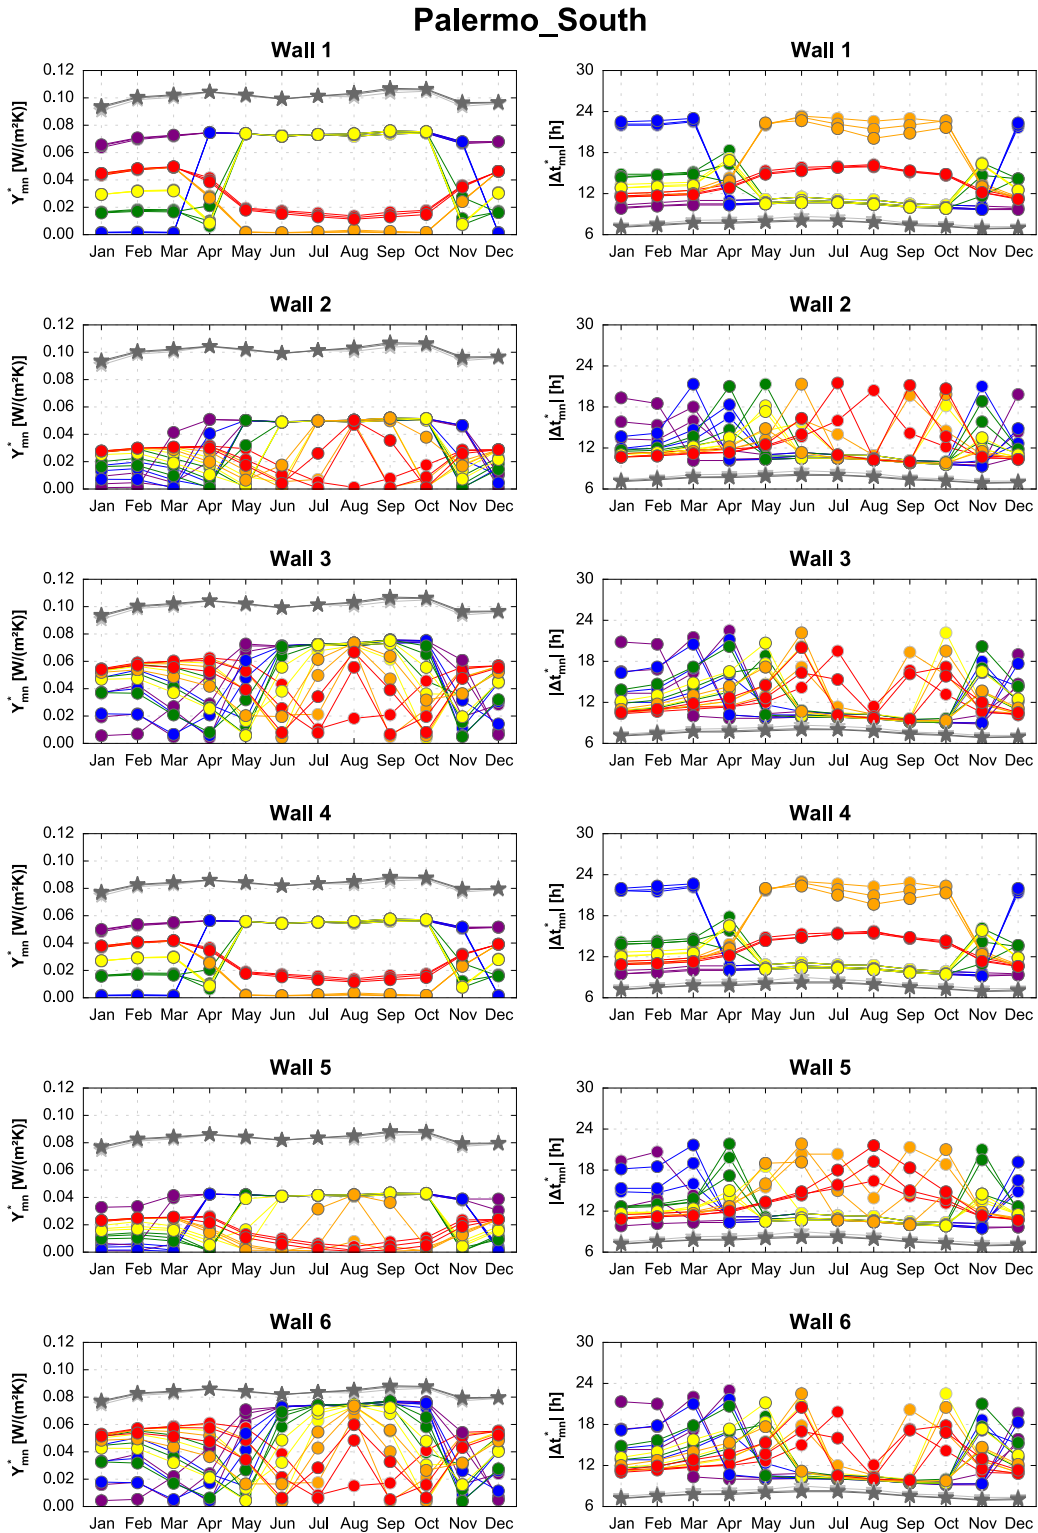 Palermo_South
Wall 1
Wall 1
Y*mn [W/(m²K)]
0.12
0.10
0.08
0.06
0.04
0.02
0.00
Jan Feb Mar Apr May Jun Jul Aug Sep Oct Nov Dec
|Δt*mn| [h]
30
24
18
12
6
Jan Feb Mar Apr May Jun Jul Aug Sep Oct Nov Dec
Wall 2
Wall 2
Y*mn [W/(m²K)]
0.12
0.10
0.08
0.06
0.04
0.02
0.00
Jan Feb Mar Apr May Jun Jul Aug Sep Oct Nov Dec
|Δt*mn| [h]
30
24
18
12
6
Jan Feb Mar Apr May Jun Jul Aug Sep Oct Nov Dec
Wall 3
Wall 3
Y*mn [W/(m²K)]
0.12
0.10
0.08
0.06
0.04
0.02
0.00
Jan Feb Mar Apr May Jun Jul Aug Sep Oct Nov Dec
|Δt*mn| [h]
30
24
18
12
6
Jan Feb Mar Apr May Jun Jul Aug Sep Oct Nov Dec
Wall 4
Wall 4
Y*mn [W/(m²K)]
0.12
0.10
0.08
0.06
0.04
0.02
0.00
Jan Feb Mar Apr May Jun Jul Aug Sep Oct Nov Dec
|Δt*mn| [h]
30
24
18
12
6
Jan Feb Mar Apr May Jun Jul Aug Sep Oct Nov Dec
Wall 5
Wall 5
Y*mn [W/(m²K)]
0.12
0.10
0.08
0.06
0.04
0.02
0.00
Jan Feb Mar Apr May Jun Jul Aug Sep Oct Nov Dec
|Δt*mn| [h]
30
24
18
12
6
Jan Feb Mar Apr May Jun Jul Aug Sep Oct Nov Dec
Wall 6
Wall 6
Y*mn [W/(m²K)]
0.12
0.10
0.08
0.06
0.04
0.02
0.00
Jan Feb Mar Apr May Jun Jul Aug Sep Oct Nov Dec
|Δt*mn| [h]
30
24
18
12
6
Jan Feb Mar Apr May Jun Jul Aug Sep Oct Nov Dec